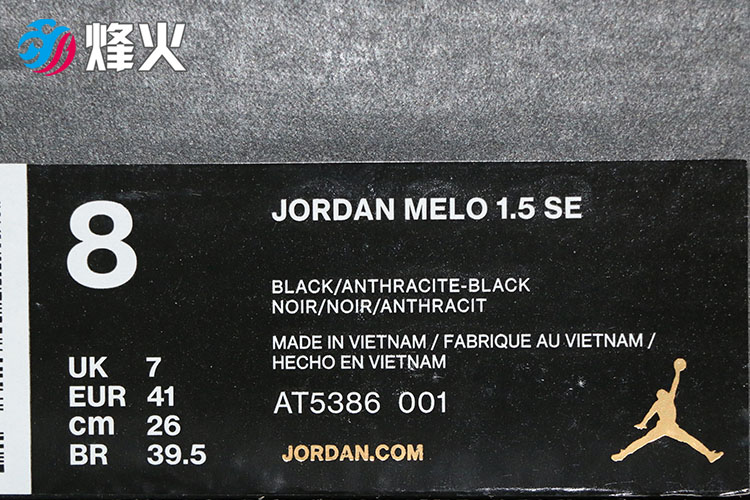 烽火
8
JORDAN MELO 1.5 SE
BLACK/ANTHRACITE-BLACK
NOIR/NOIR/ANTHRACIT
MADE IN VIETNAM / FABRIQUE AU VIETNAM /
HECHO EN VIETNAM
UK 7
EUR 41
cm 26
BR 39.5
AT5386 001
JORDAN.COM